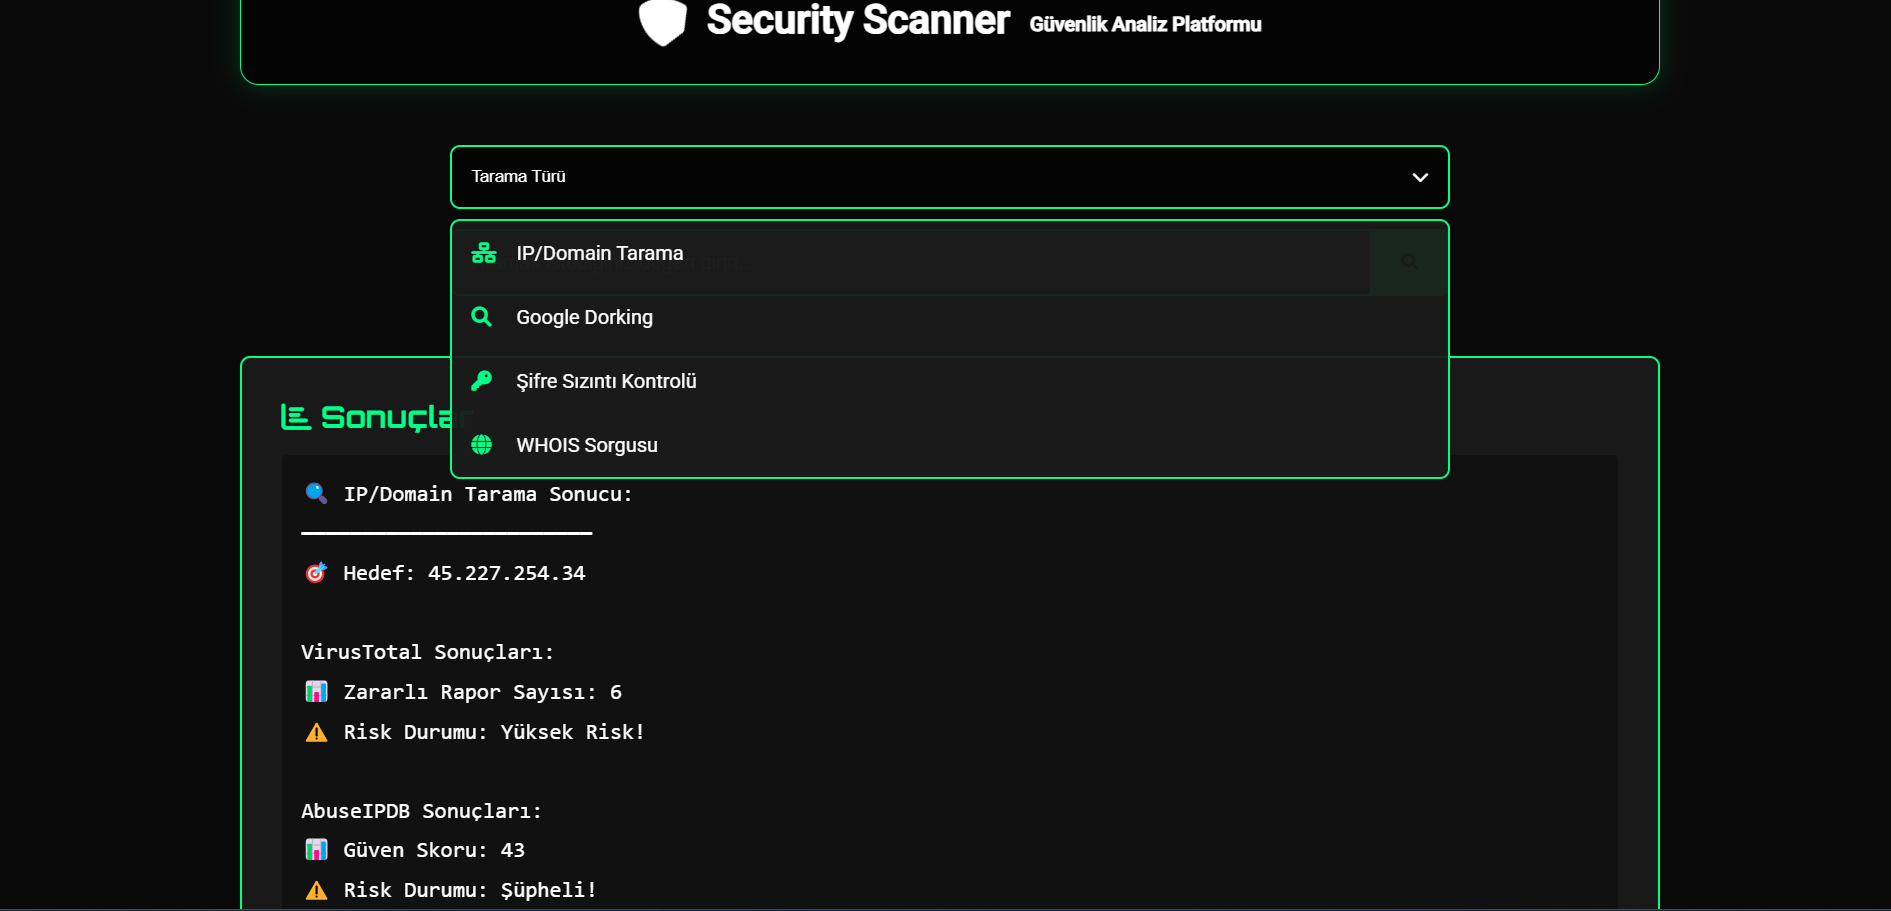 Security Scanner Güvenlik Analiz Platformu
Tarama Türü
IP/Domain Tarama
Google Dorking
Şifre Sızıntı Kontrolü
WHOIS Sorgusu
Sonuçlar
IP/Domain Tarama Sonucu:
Hedef: 45.227.254.34
VirusTotal Sonuçları:
Zararlı Rapor Sayısı: 6
Risk Durumu: Yüksek Risk!
AbuseIPDB Sonuçları:
Güven Skoru: 43
Risk Durumu: Şüpheli!